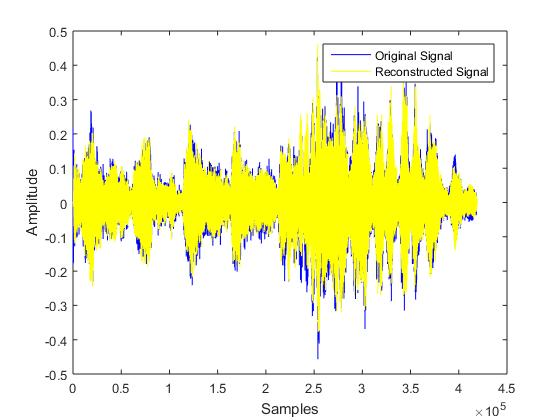 0.5
0.4
0.3
0.2
0.1
0
-0.1
-0.2
-0.3
-0.4
-0.5
Amplitude
Original Signal
Reconstructed Signal
0 0.5 1 1.5 2 2.5 3 3.5 4 4.5
Samples
×10^5